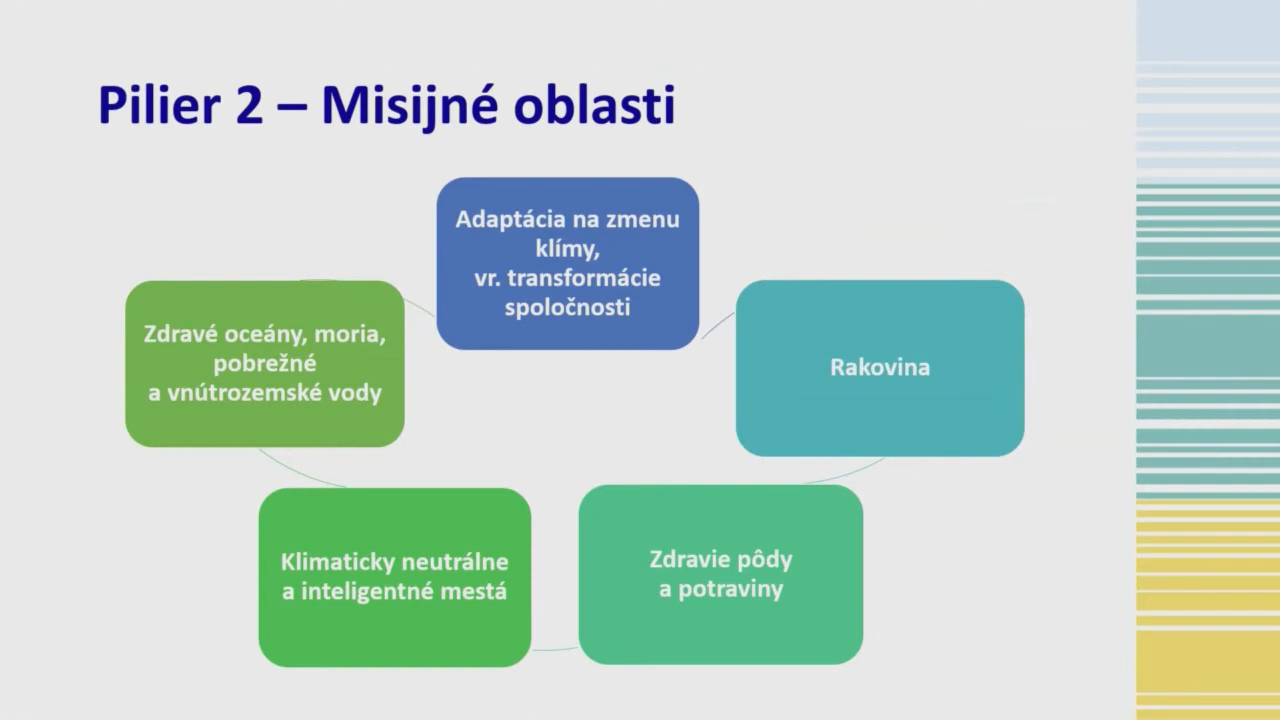 Pilier 2 – Misijné oblasti
Adaptácia na zmenu
klímy,
vr. transformácie
spoločnosti
Zdravé oceány, moria,
pobrežné
a vnútrozemské vody
Rakovina
Klimaticky neutrálne
a inteligentné mestá
Zdravie pôdy
a potraviny